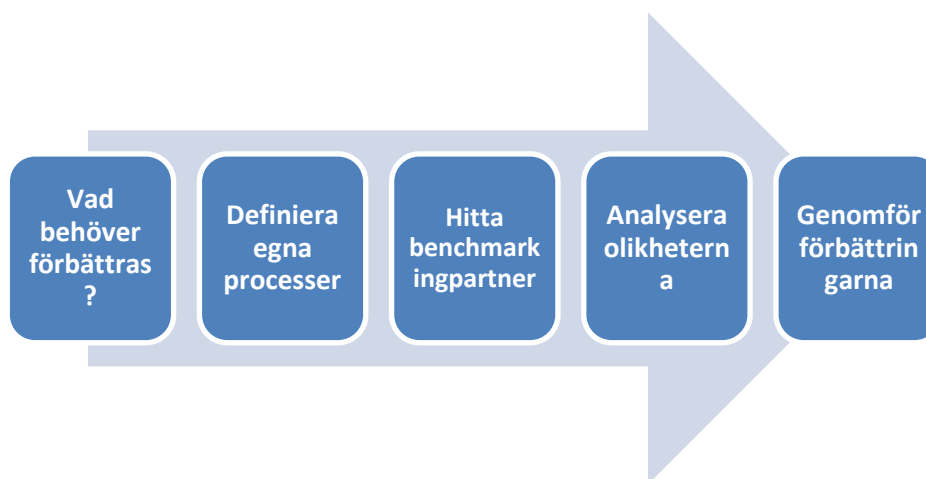 Vad
behöver
förbättras
?
Definiera
egna
processer
Hitta
benchmark
ingpartner
Analysera
olikhetern
a
Genomför
förbättrin
garna